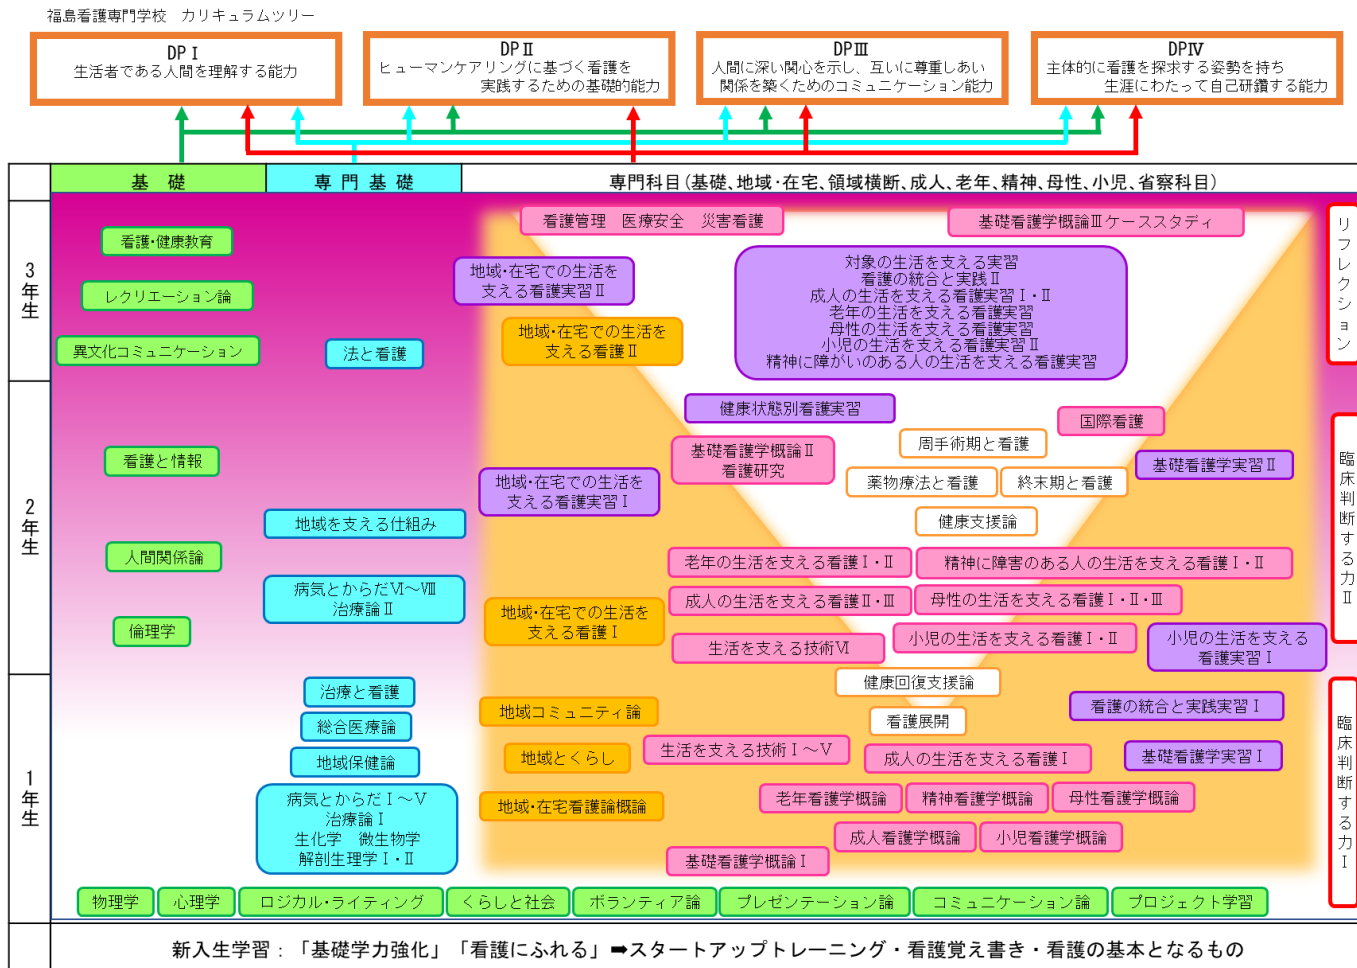 福島看護専門学校　カリキュラムツリー
DPⅠ
生活者である人間を理解する能力
DPⅡ
ヒューマンケアリングに基づく看護を
実践するための基礎的能力
DPⅢ
人間に深い関心を示し、互いに尊重しあい
関係を築くためのコミュニケーション能力
DPⅣ
主体的に看護を探求する姿勢を持ち
生涯にわたって自己研鑽する能力
基 礎
専 門 基 礎
専門科目(基礎、地域・在宅、領域横断、成人、老年、精神、母性、小児、省察科目)
3年生
看護・健康教育
レクリエーション論
異文化コミュニケーション
法と看護
看護管理　医療安全　災害看護
基礎看護学概論Ⅲケーススタディ
地域・在宅での生活を
支える看護実習Ⅱ
地域・在宅での生活を
支える看護Ⅱ
対象の生活を支える実習
看護の統合と実践Ⅱ
成人の生活を支える看護実習Ⅰ・Ⅱ
老年の生活を支える看護実習
母性の生活を支える看護実習
小児の生活を支える看護実習Ⅱ
精神に障がいのある人の生活を支える看護実習
リフレクション
2年生
看護と情報
人間関係論
倫理学
地域を支える仕組み
病気とからだⅥ～Ⅷ
治療論Ⅱ
健康状態別看護実習
国際看護
基礎看護学概論Ⅱ
看護研究
周手術期と看護
基礎看護学実習Ⅱ
地域・在宅での生活を
支える看護実習Ⅰ
薬物療法と看護
終末期と看護
健康支援論
老年の生活を支える看護Ⅰ・Ⅱ
精神に障害のある人の生活を支える看護Ⅰ・Ⅱ
成人の生活を支える看護Ⅱ・Ⅲ
母性の生活を支える看護Ⅰ・Ⅱ・Ⅲ
地域・在宅での生活を
支える看護Ⅰ
生活を支える技術Ⅵ
小児の生活を支える看護Ⅰ・Ⅱ
小児の生活を支える
看護実習Ⅰ
臨床判断する力Ⅱ
1年生
治療と看護
総合医療論
地域保健論
病気とからだⅠ～Ⅴ
治療論Ⅰ
生化学　微生物学
解剖生理学Ⅰ・Ⅱ
健康回復支援論
地域コミュニティ論
看護展開
看護の統合と実践実習Ⅰ
地域とくらし
生活を支える技術Ⅰ～Ⅴ
成人の生活を支える看護Ⅰ
基礎看護学実習Ⅰ
地域・在宅看護論概論
老年看護学概論
精神看護学概論
母性看護学概論
成人看護学概論
小児看護学概論
基礎看護学概論Ⅰ
臨床判断する力Ⅰ
物理学
心理学
ロジカル・ライティング
くらしと社会
ボランティア論
プレゼンテーション論
コミュニケーション論
プロジェクト学習
新入生学習：「基礎学力強化」「看護にふれる」➡スタートアップトレーニング・看護覚え書き・看護の基本となるもの